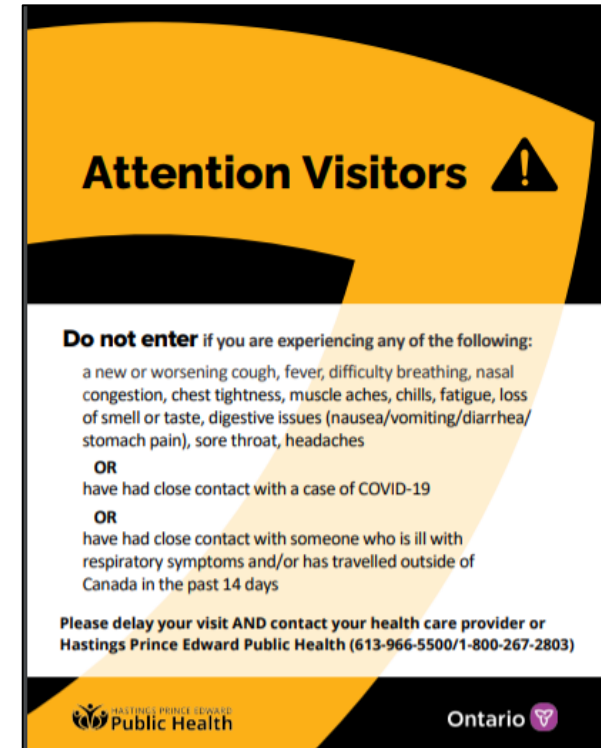 Attention Visitors
Do not enter if you are experiencing any of the following:
a new or worsening cough, fever, difficulty breathing, nasal
congestion, chest tightness, muscle aches, chills, fatigue, loss
of smell or taste, digestive issues (nausea/vomiting/diarrhea/
stomach pain), sore throat, headaches
OR
have had close contact with a case of COVID-19
OR
have had close contact with someone who is ill with
respiratory symptoms and/or has travelled outside of
Canada in the past 14 days
Please delay your visit AND contact your health care provider or
Hastings Prince Edward Public Health (613-966-5500/1-800-267-2803)
HASTINGS PRINCE EDWARD
Public Health
Ontario